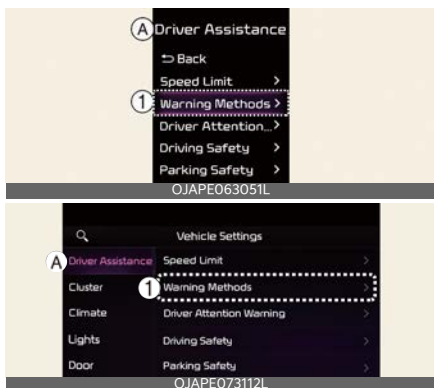 A Driver Assistance
Back
Speed Limit >
1 Warning Methods >
Driver Attention... >
Driving Safety >
Parking Safety >
OJAPE063051L
Vehicle Settings
A Driver Assistance Speed Limit >
Cluster 1 Warning Methods >
Climate Driver Attention Warning >
Lights Driving Safety >
Door Parking Safety >
OJAPE073112L